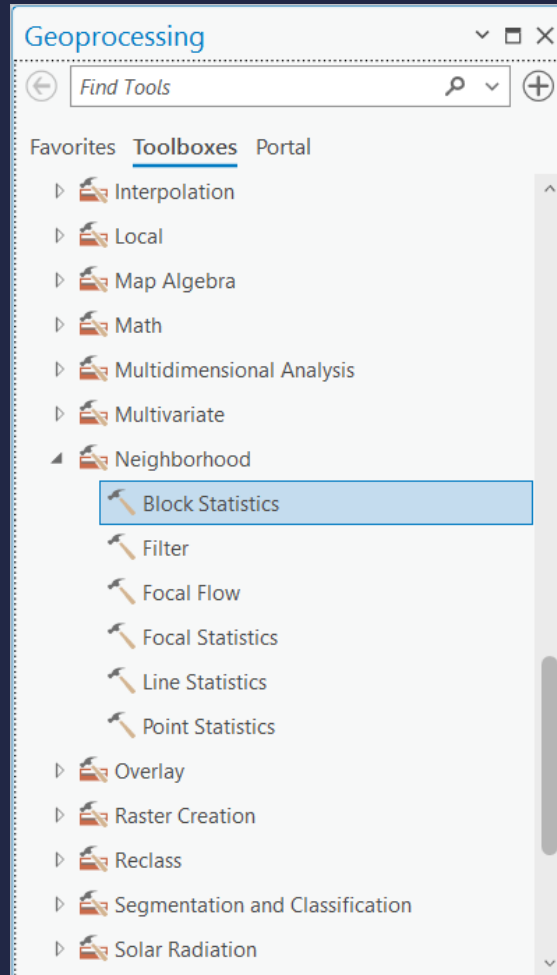 Geoprocessing
Find Tools
Favorites Toolboxes Portal
Interpolation
Local
Map Algebra
Math
Multidimensional Analysis
Multivariate
Neighborhood
Block Statistics
Filter
Focal Flow
Focal Statistics
Line Statistics
Point Statistics
Overlay
Raster Creation
Reclass
Segmentation and Classification
Solar Radiation